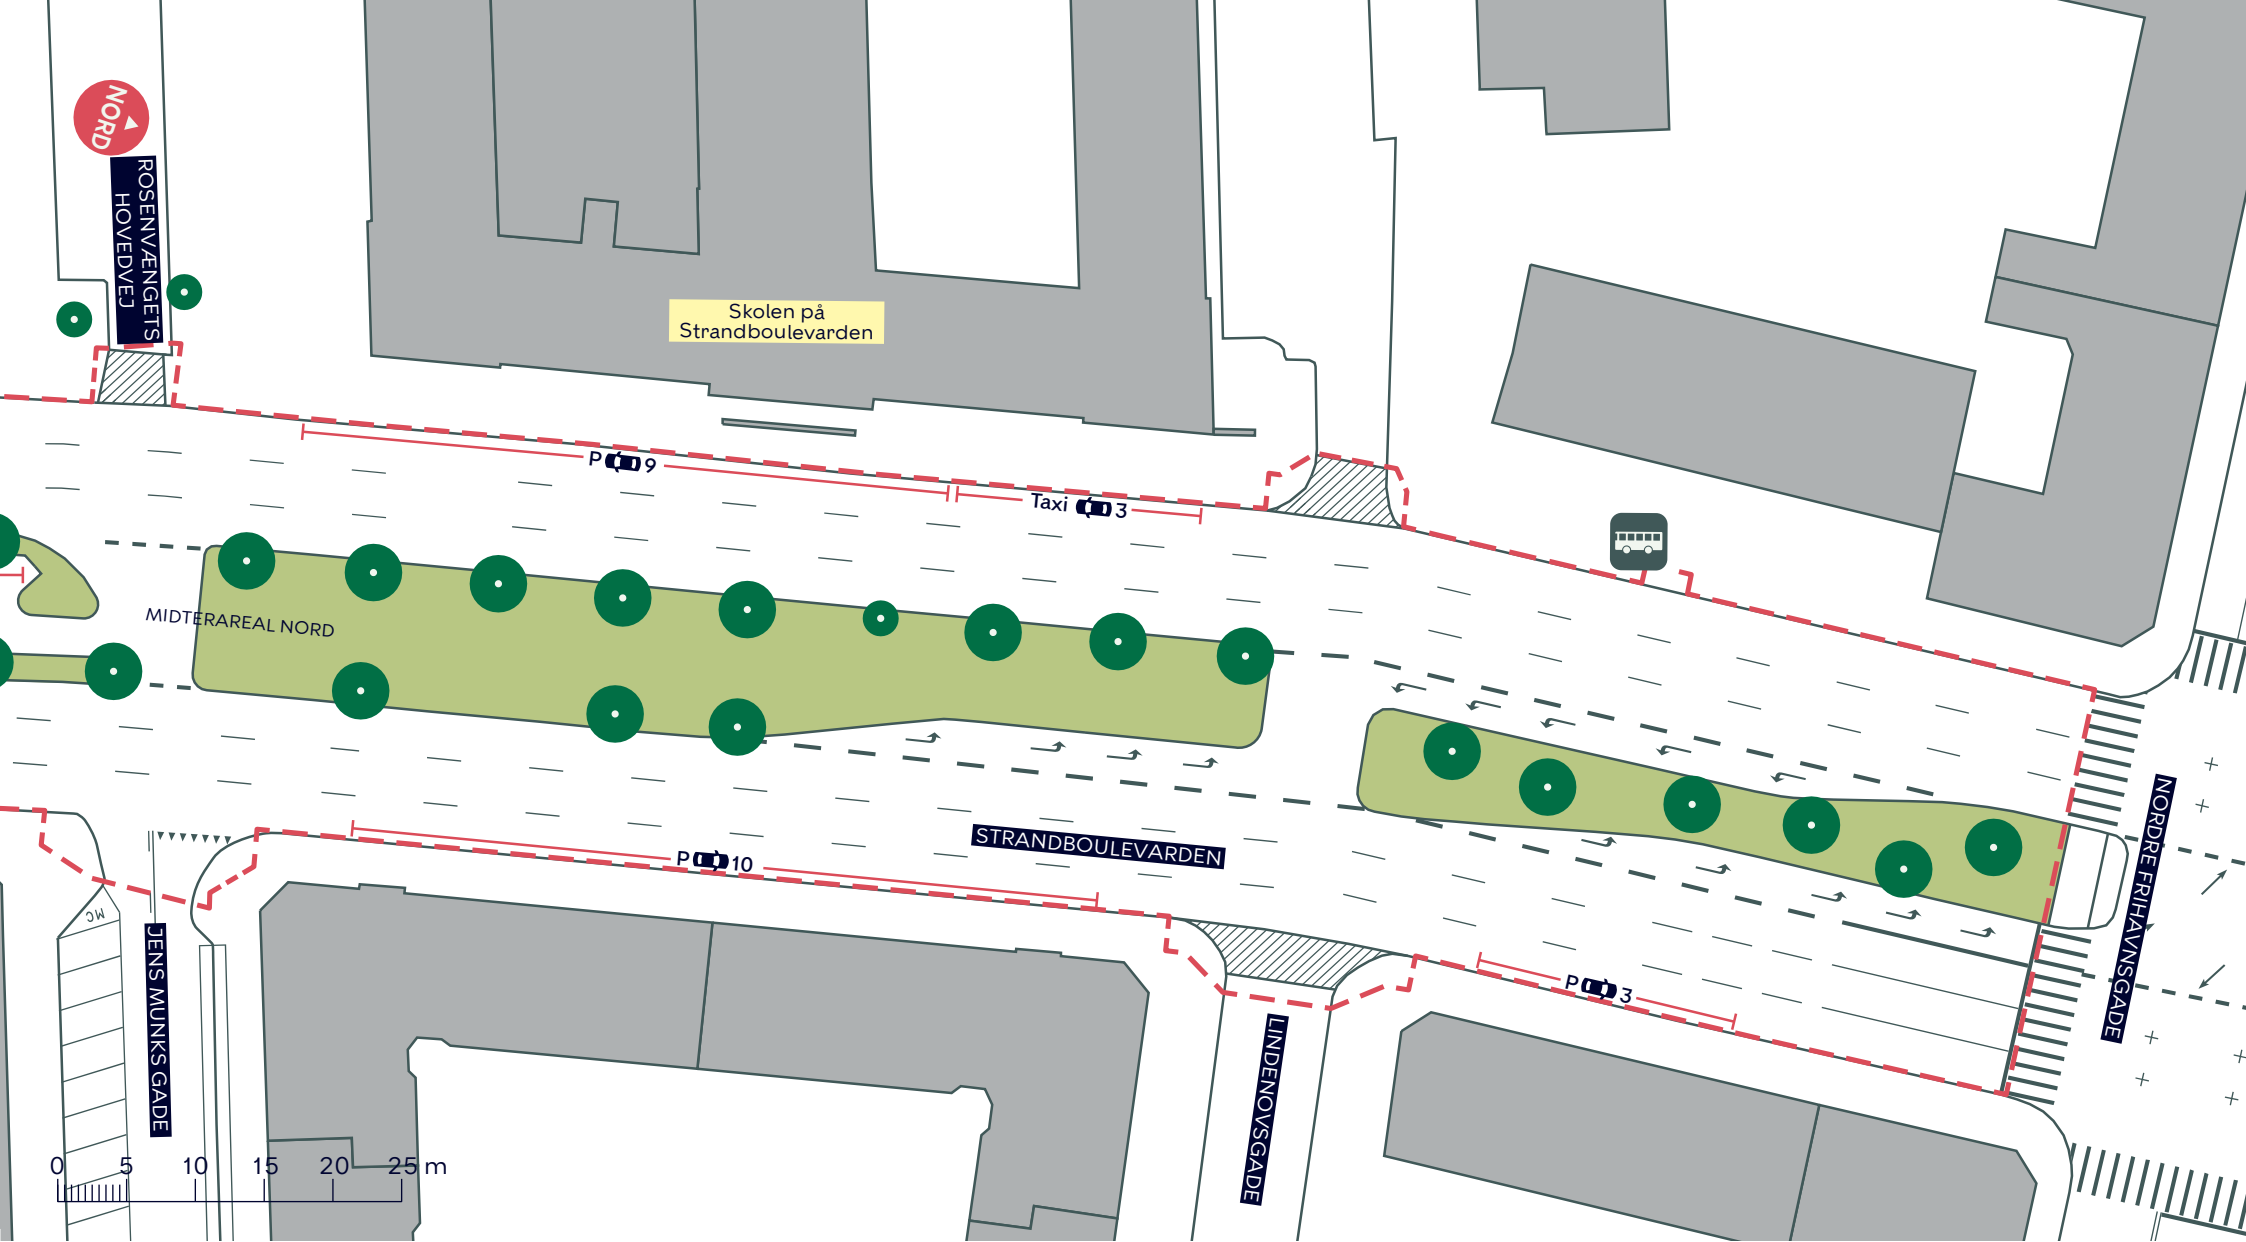 NORD
ROSENVÆNGETS
HOVEDVEJ
Skolen på
Strandboulevarden
P 9
Taxi 3
MIDTERAREAL NORD
STRANDBOULEVARDEN
P 10
P 3
NORDRE FRIHAVNSGADE
MC
JENS MUNKS GADE
LINDENOVSGADE
0 5 10 15 20 25 m